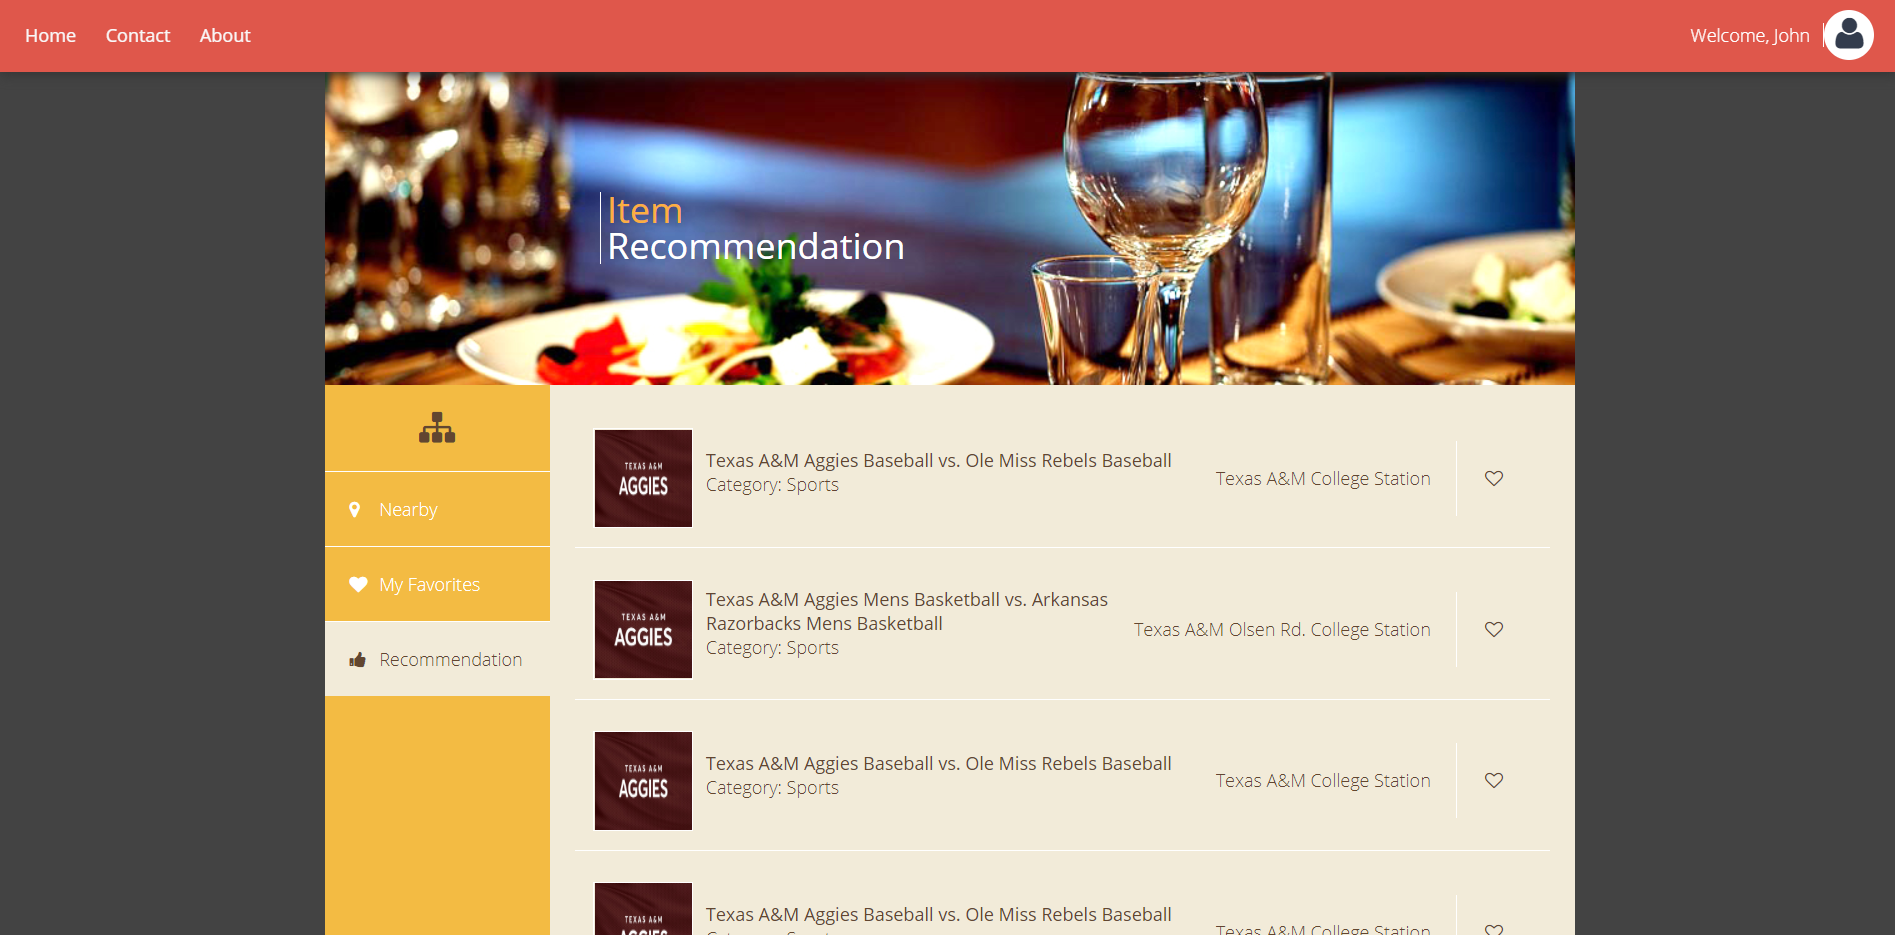 Home Contact About Welcome, John
Item
Recommendation
Nearby
My Favorites
Recommendation
TEXAS A&M
AGGIES
Texas A&M Aggies Baseball vs. Ole Miss Rebels Baseball
Category: Sports
Texas A&M College Station
TEXAS A&M
AGGIES
Texas A&M Aggies Mens Basketball vs. Arkansas
Razorbacks Mens Basketball
Category: Sports
Texas A&M Olsen Rd. College Station
TEXAS A&M
AGGIES
Texas A&M Aggies Baseball vs. Ole Miss Rebels Baseball
Category: Sports
Texas A&M College Station
TEXAS A&M
AGGIES
Texas A&M Aggies Baseball vs. Ole Miss Rebels Baseball
Texas A&M College Station